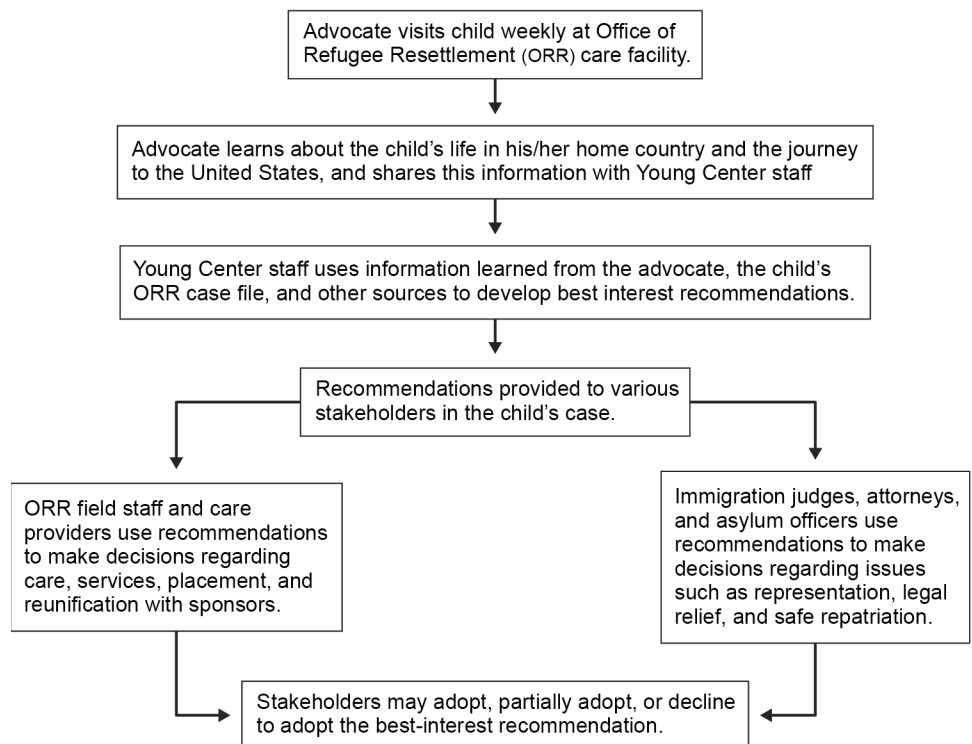 Advocate visits child weekly at Office of
Refugee Resettlement (ORR) care facility.
Advocate learns about the child's life in his/her home country and the journey
to the United States, and shares this information with Young Center staff
Young Center staff uses information learned from the advocate, the child's
ORR case file, and other sources to develop best interest recommendations.
Recommendations provided to various
stakeholders in the child's case.
ORR field staff and care
providers use recommendations
to make decisions regarding
care, services, placement, and
reunification with sponsors.
Immigration judges, attorneys,
and asylum officers use
recommendations to make
decisions regarding issues
such as representation, legal
relief, and safe repatriation.
Stakeholders may adopt, partially adopt, or decline
to adopt the best-interest recommendation.